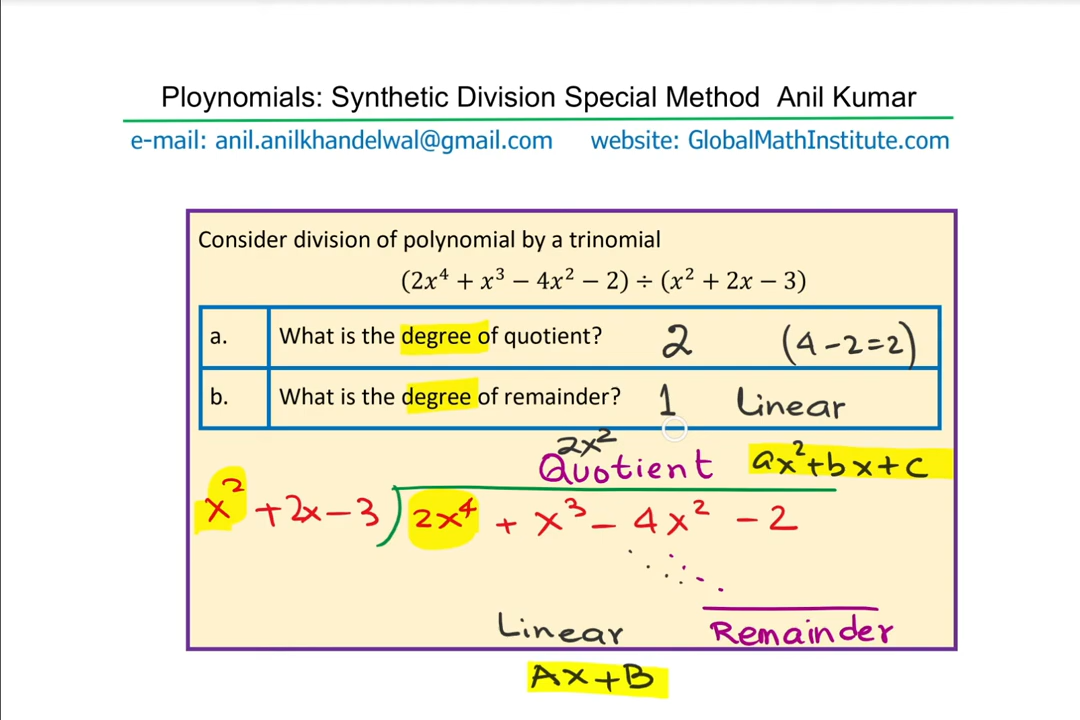 Ploynomials: Synthetic Division Special Method Anil Kumar
e-mail: anil.anilkhandelwal@gmail.com website: GlobalMathInstitute.com
Consider division of polynomial by a trinomial
(2x⁴ + x³ − 4x² − 2) ÷ (x² + 2x − 3)
a. What is the degree of quotient? 2 (4-2=2)
b. What is the degree of remainder? 1 Linear
2x²
Quotient ax²+bx+c
x² +2x-3) 2x⁴ + x³ - 4x² - 2
Linear Remainder
Ax+B